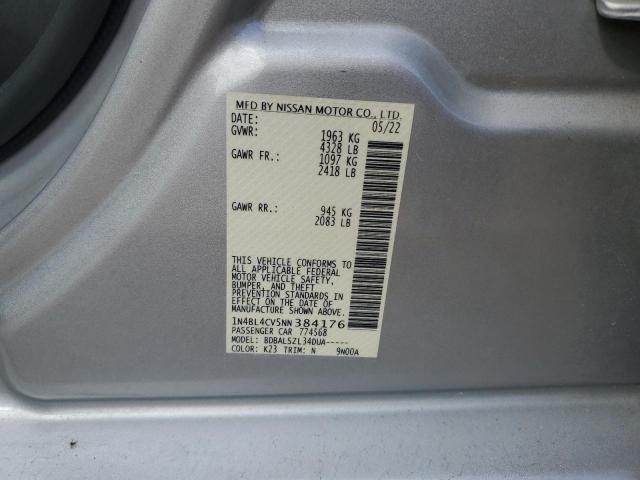 MFD BY NISSAN MOTOR CO., LTD.
DATE: 05/22
GVWR: 1963 KG
4328 LB
GAWR FR.: 1097 KG
2418 LB
GAWR RR.: 945 KG
2083 LB
THIS VEHICLE CONFORMS TO
ALL APPLICABLE FEDERAL
MOTOR VEHICLE SAFETY,
BUMPER, AND THEFT
PREVENTION STANDARDS IN
EFFECT ON THE DATE OF
MANUFACTURE SHOWN ABOVE.
1N4BL4CV5NN384176
PASSENGER CAR 774568
MODEL: BDBALSZL34DUA-----
COLOR: K23 TRIM: N 9N00A